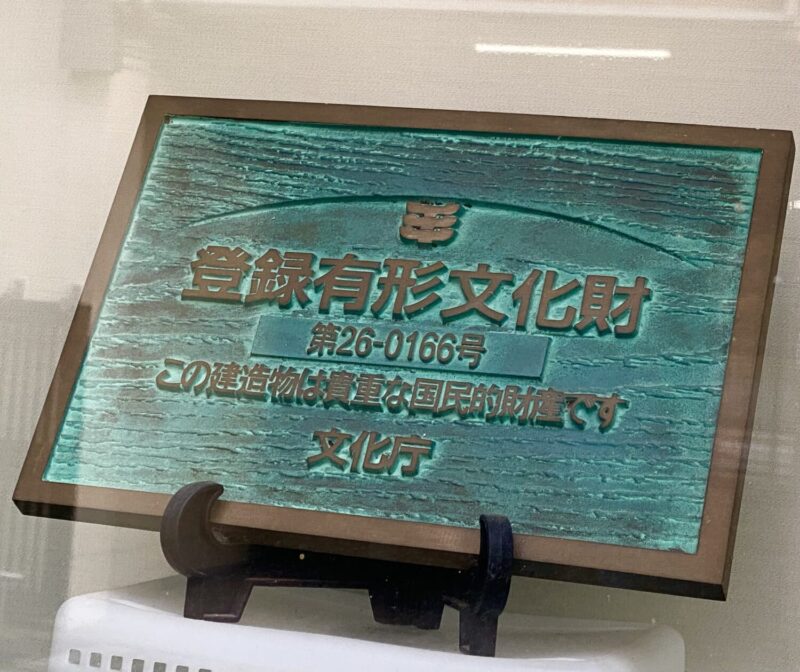 登録有形文化財
第26-0166号
この建造物は貴重な国民的財産です
文化庁